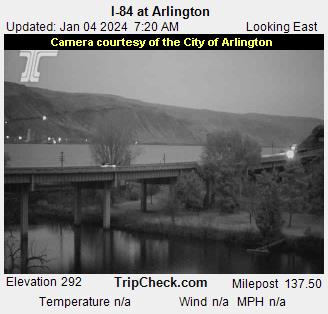 I-84 at Arlington
Updated: Jan 04 2024 7:20 AM Looking East
Camera courtesy of the City of Arlington
Elevation 292 TripCheck.com Milepost 137.50
Temperature n/a Wind n/a MPH n/a